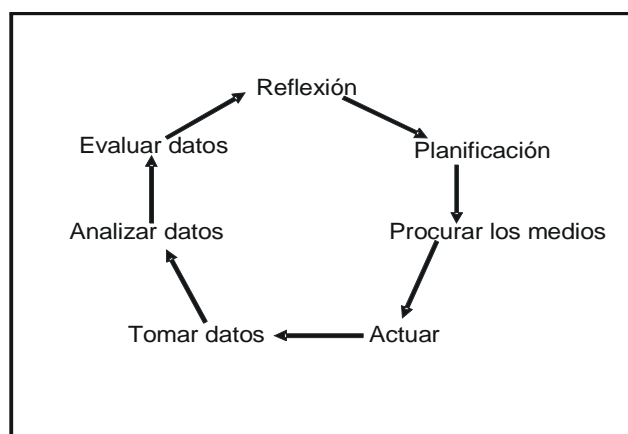 Reflexión
Planificación
Procurar los medios
Actuar
Tomar datos
Analizar datos
Evaluar datos